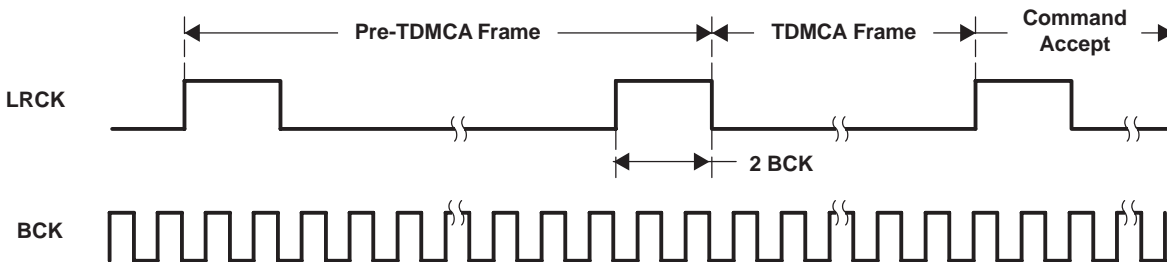 Pre-TDMCA Frame
TDMCA Frame
Command
Accept
LRCK
2 BCK
BCK